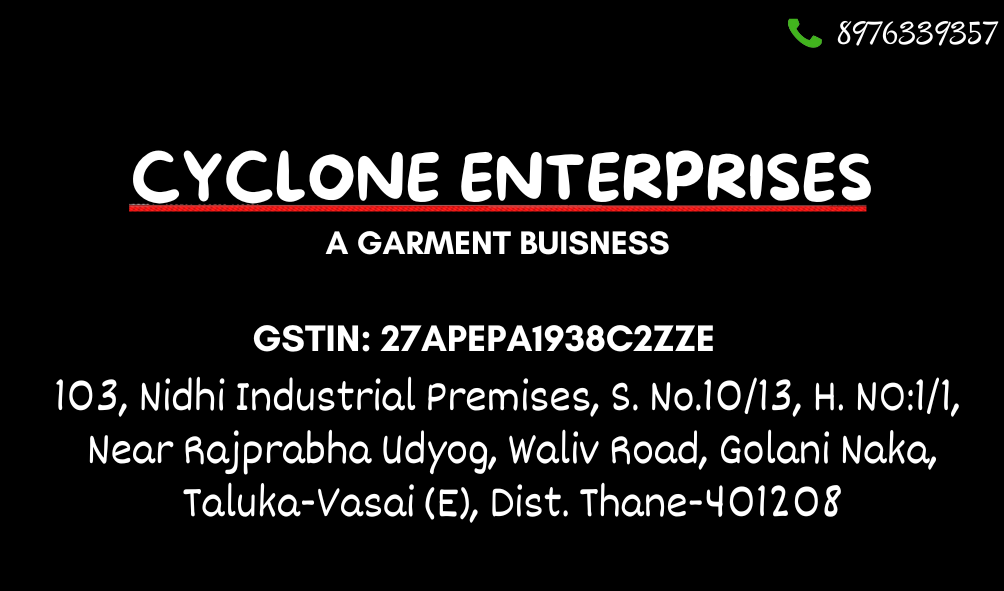 8976339357
CYCLONE ENTERPRISES
A GARMENT BUISNESS
GSTIN: 27APEPA1938C2ZZE
103, Nidhi Industrial Premises, S. No.10/13, H. NO:1/1,
Near Rajprabha Udyog, Waliv Road, Golani Naka,
Taluka-Vasai (E), Dist. Thane-401208